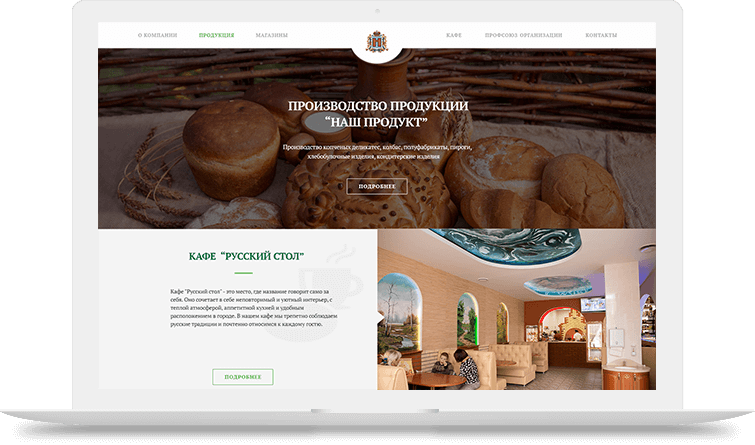 О КОМПАНИИ
ПРОДУКЦИЯ
МАГАЗИНЫ
КАФЕ
ПРОФСОЮЗ ОРГАНИЗАЦИИ
КОНТАКТЫ
ПРОИЗВОДСТВО ПРОДУКЦИИ
“НАШ ПРОДУКТ”
Производство копченых деликатес, колбас, полуфабрикаты, пироги,
хлебобулочные изделия, кондитерские изделия
ПОДРОБНЕЕ
КАФЕ “РУССКИЙ СТОЛ”
Кафе "Русский стол" - это место, где название говорит само за
себя. Оно сочетает в себе неповторимый и уютный интерьер, с
теплой атмосферой, аппетитной кухней и удобным
расположением в городе. В нашем кафе мы трепетно соблюдаем
русские традиции и почтенно относимся к каждому гостю.
ПОДРОБНЕЕ